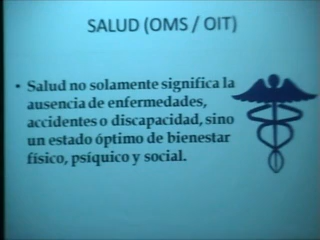 SALUD (OMS / OIT)
• Salud no solamente significa la
ausencia de enfermedades,
accidentes o discapacidad, sino
un estado óptimo de bienestar
físico, psíquico y social.